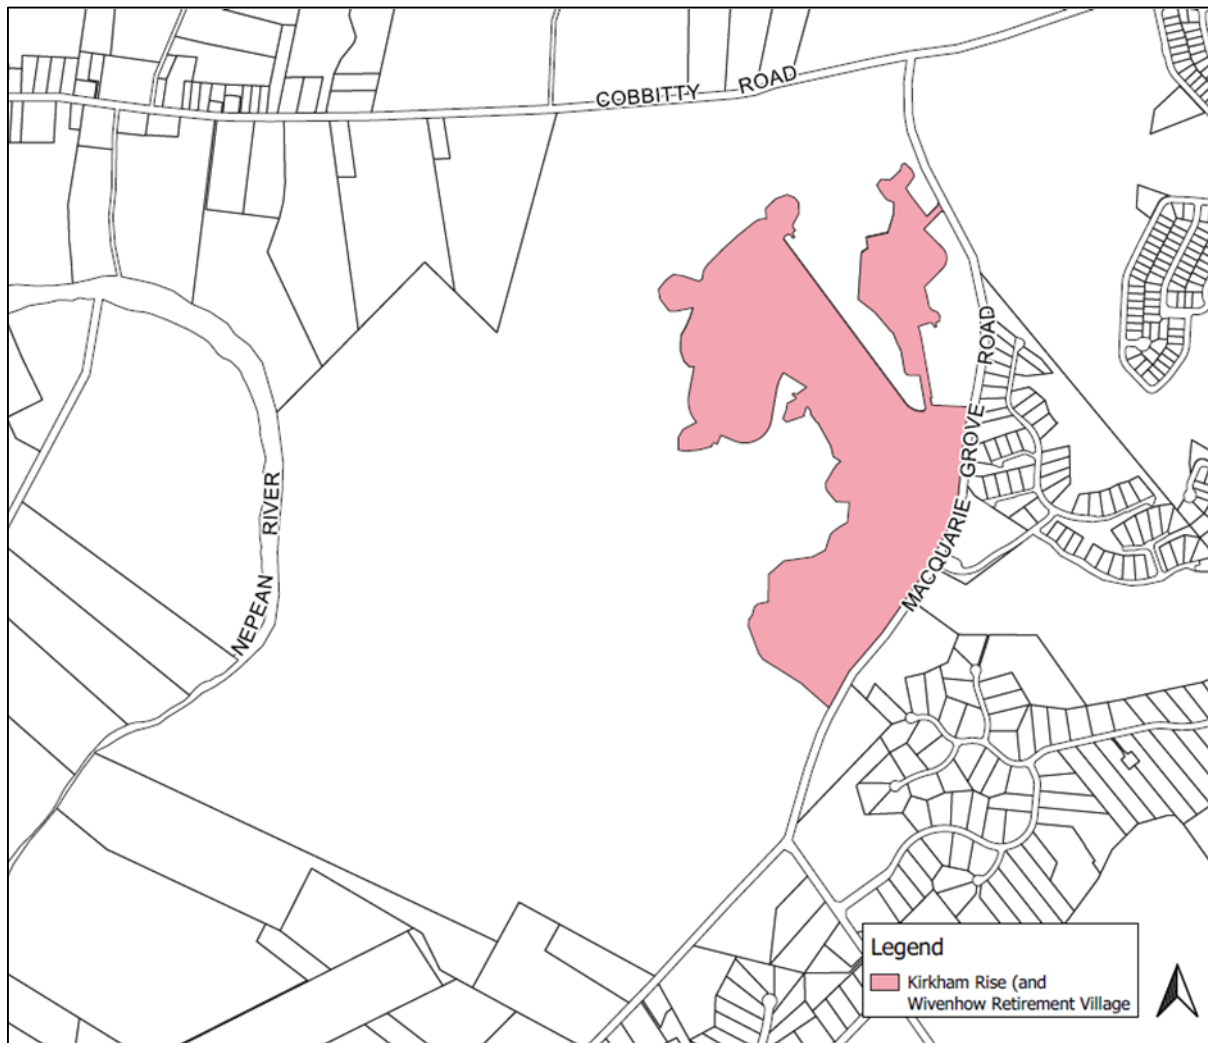 COBBITTY ROAD
MACQUARIE GROVE ROAD
NEPEAN RIVER
Legend
Kirkham Rise (and
Wivenhow Retirement Village